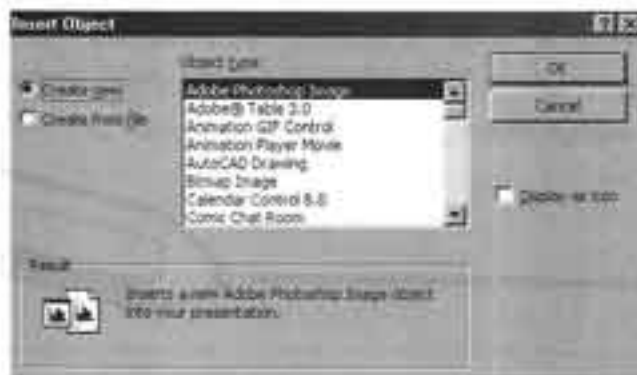 Insert Object
Object type:
Create new
Create from file
Adobe Photoshop Image
Adobe® Table 3.0
Animation GIF Control
Animation Player Movie
AutoCAD Drawing
Bitmap Image
Calendar Control 8.0
Comic Chat Room
OK
Cancel
Display as icon
Result
Inserts a new Adobe Photoshop Image object
into your presentation.